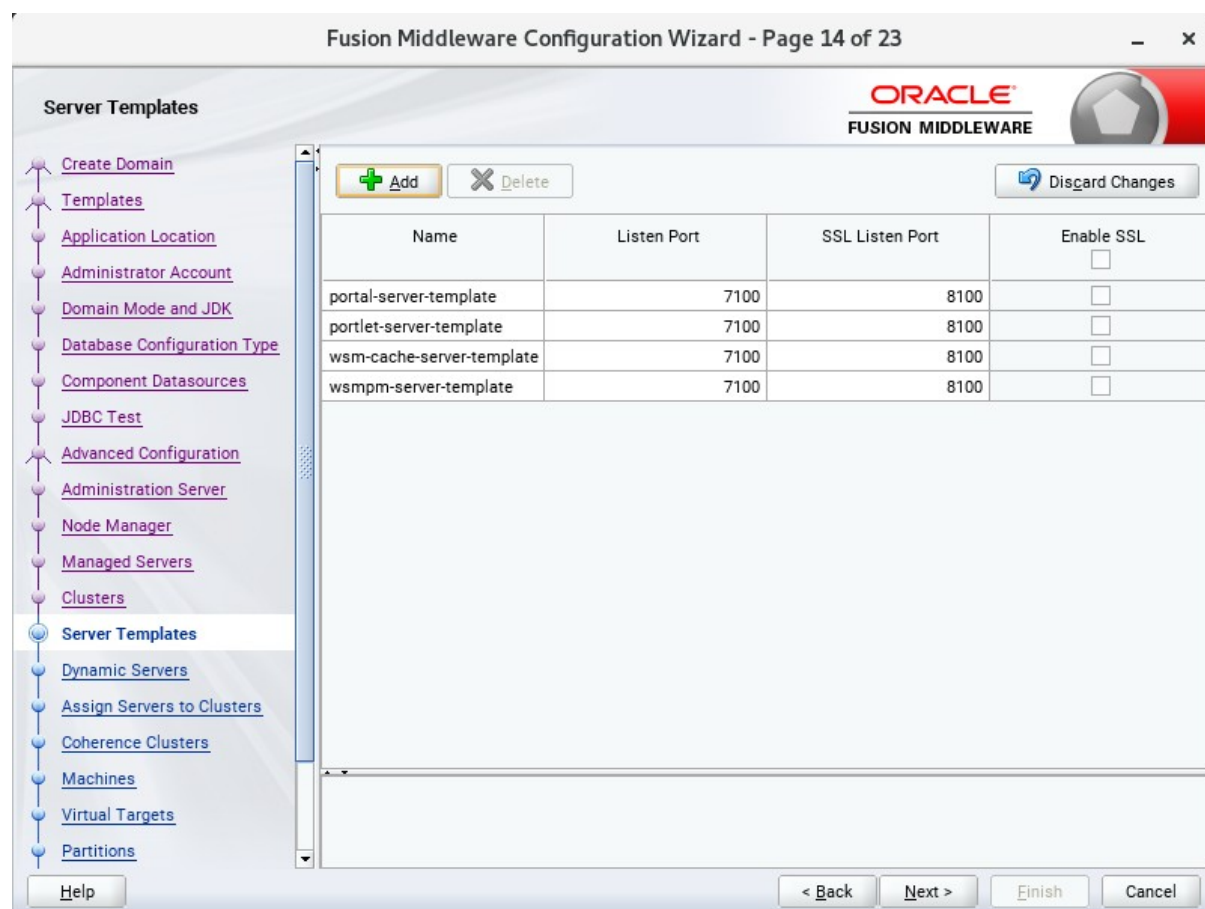 Fusion Middleware Configuration Wizard - Page 14 of 23
Server Templates
ORACLE
FUSION MIDDLEWARE
Create Domain
Templates
Application Location
Administrator Account
Domain Mode and JDK
Database Configuration Type
Component Datasources
JDBC Test
Advanced Configuration
Administration Server
Node Manager
Managed Servers
Clusters
Server Templates
Dynamic Servers
Assign Servers to Clusters
Coherence Clusters
Machines
Virtual Targets
Partitions
Add Delete Discard Changes
Name Listen Port SSL Listen Port Enable SSL
portal-server-template 7100 8100
portlet-server-template 7100 8100
wsm-cache-server-template 7100 8100
wsmpm-server-template 7100 8100
Help < Back Next > Finish Cancel